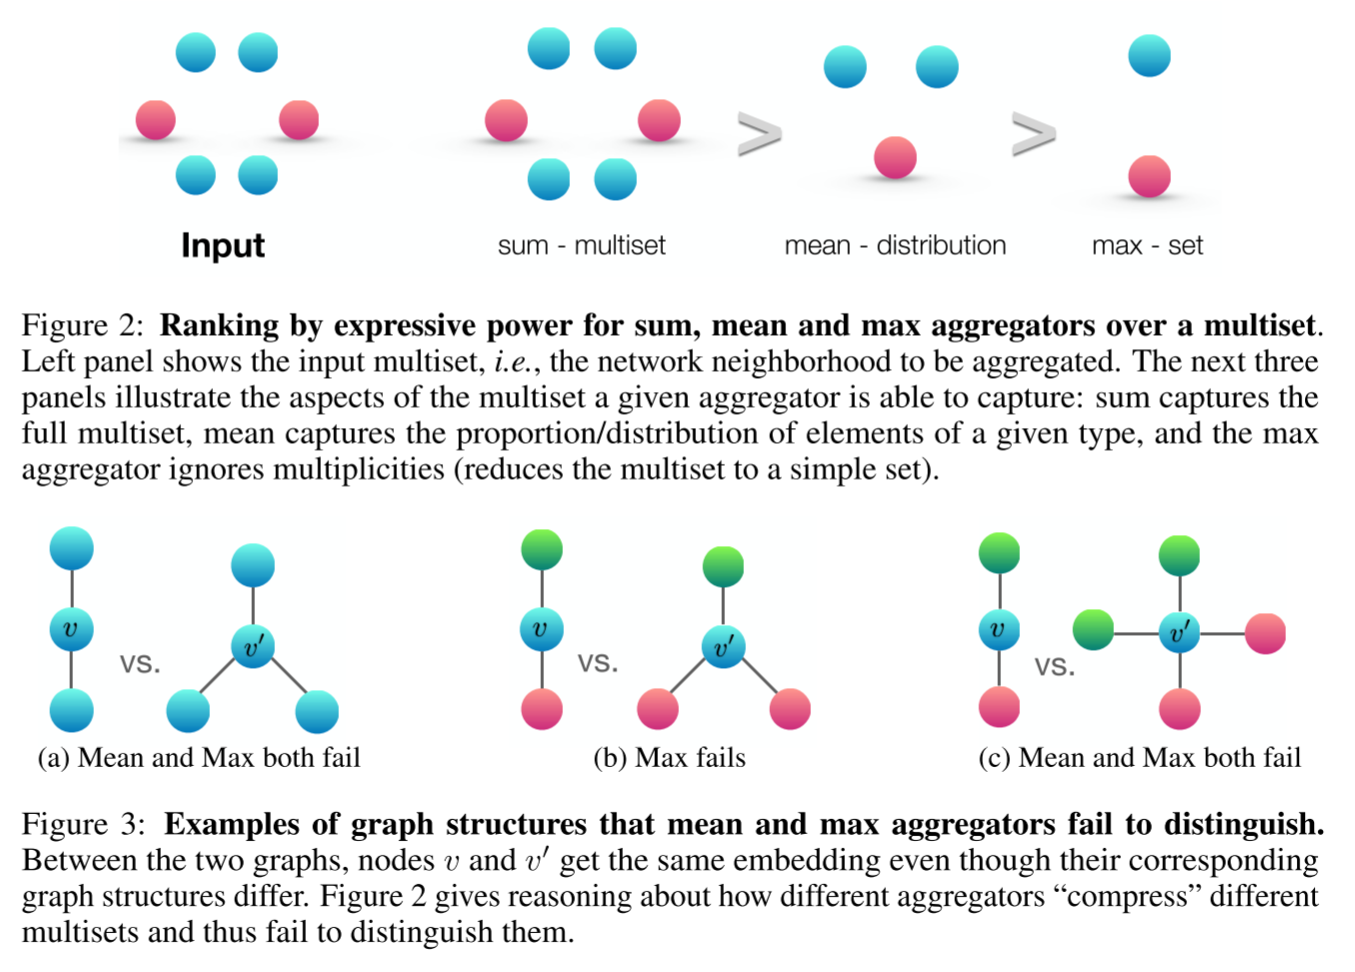 > >
Input sum - multiset mean - distribution max - set
Figure 2: Ranking by expressive power for sum, mean and max aggregators over a multiset.
Left panel shows the input multiset, i.e., the network neighborhood to be aggregated. The next three
panels illustrate the aspects of the multiset a given aggregator is able to capture: sum captures the
full multiset, mean captures the proportion/distribution of elements of a given type, and the max
aggregator ignores multiplicities (reduces the multiset to a simple set).
v vs. v′
(a) Mean and Max both fail
v vs. v′
(b) Max fails
v vs. v′
(c) Mean and Max both fail
Figure 3: Examples of graph structures that mean and max aggregators fail to distinguish.
Between the two graphs, nodes v and v′ get the same embedding even though their corresponding
graph structures differ. Figure 2 gives reasoning about how different aggregators “compress” different
multisets and thus fail to distinguish them.